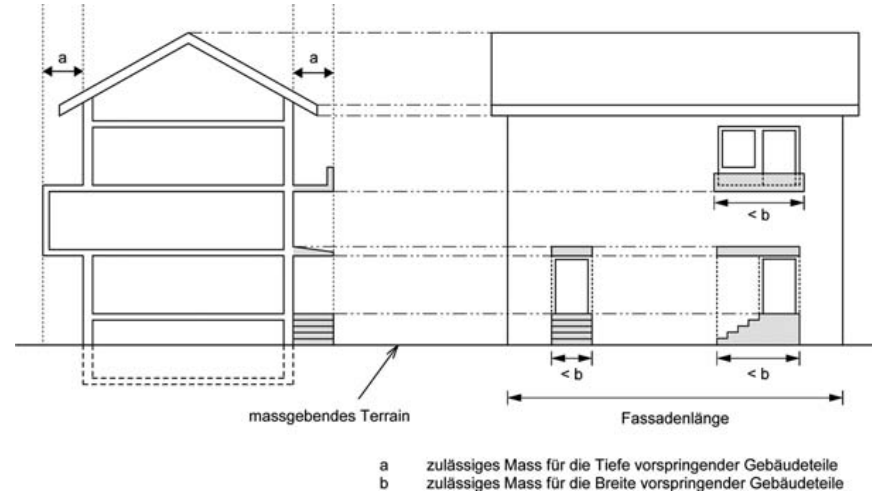 a
a
< b
< b
< b
massgebendes Terrain
Fassadenlänge
a zulässiges Mass für die Tiefe vorspringender Gebäudeteile
b zulässiges Mass für die Breite vorspringender Gebäudeteile